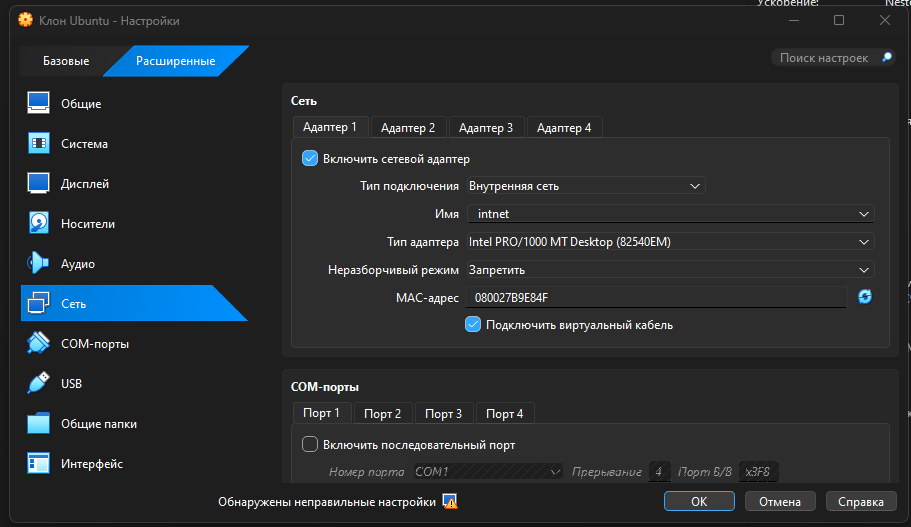 Ускорение:
Клон Ubuntu - Настройки
Базовые
Расширенные
Поиск настроек
Общие
Система
Дисплей
Носители
Аудио
Сеть
COM-порты
USB
Общие папки
Интерфейс
Сеть
Адаптер 1 Адаптер 2 Адаптер 3 Адаптер 4
Включить сетевой адаптер
Тип подключения Внутренняя сеть
Имя intnet
Тип адаптера Intel PRO/1000 MT Desktop (82540EM)
Неразборчивый режим Запретить
MAC-адрес 080027B9E84F
Подключить виртуальный кабель
COM-порты
Порт 1 Порт 2 Порт 3 Порт 4
Включить последовательный порт
Номер порта COM1 Прерывание 4 Порт В/В x3F8
Обнаружены неправильные настройки
OK Отмена Справка